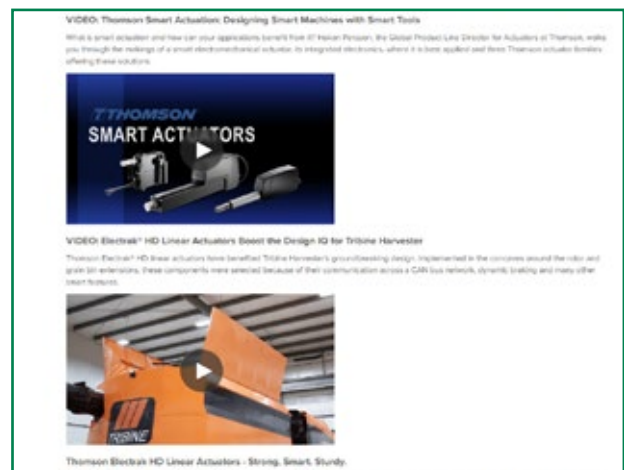 VIDEO: Thomson Smart Actuation: Designing Smart Machines with Smart Tools
What is smart actuation and how can your applications benefit from it? Hakan Persson, the Global Product Line Director for Actuators at Thomson, walks
you through the makings of a smart electromechanical actuator, its integrated electronics, where it is best applied and three Thomson actuator families
offering these solutions.
THOMSON
SMART ACTUATORS
VIDEO: Electrak® HD Linear Actuators Boost the Design IQ for Tribine Harvester
Thomson Electrak® HD linear actuators have benefited Tribine Harvester's groundbreaking design. Implemented in the concaves around the rotor and
grain bin extensions, these components were selected because of their communication across a CAN bus network, dynamic braking and many other
smart features.
TRIBINE
Thomson Electrak HD Linear Actuators - Strong. Smart. Sturdy.